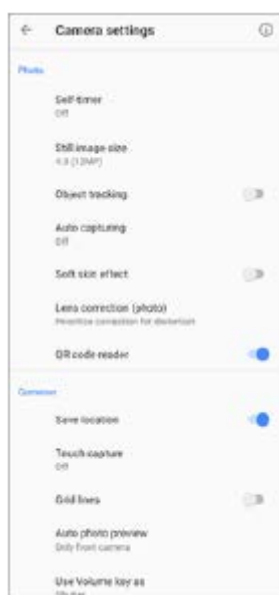 Camera settings
Photo
Self-timer
Off
Still image size
4:3 (12MP)
Object tracking
Auto capturing
Off
Soft skin effect
Lens correction (photo)
Prioritize correction for distortion
QR code reader
Common
Save location
Touch capture
Off
Grid lines
Auto photo preview
Only front camera
Use Volume key as